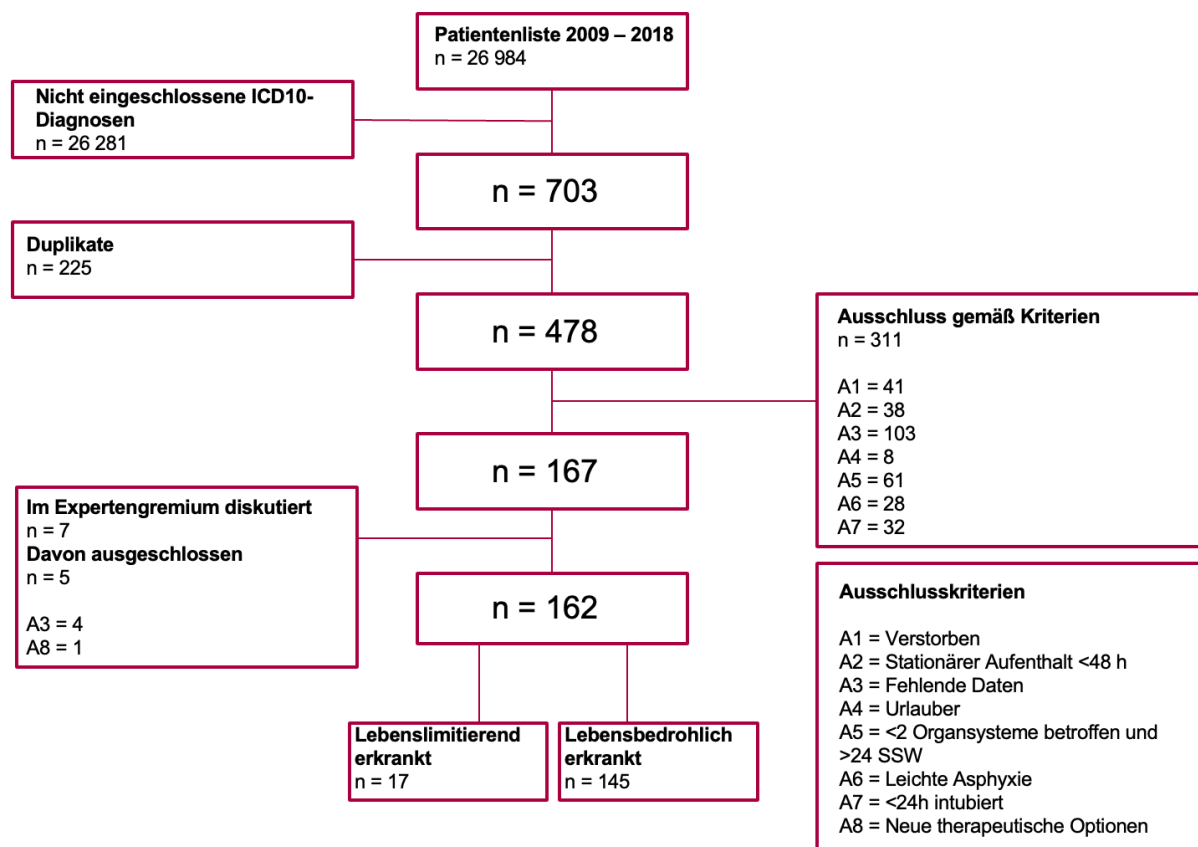 Patientenliste 2009 – 2018
n = 26 984
Nicht eingeschlossene ICD10-
Diagnosen
n = 26 281
n = 703
Duplikate
n = 225
n = 478
Ausschluss gemäß Kriterien
n = 311
A1 = 41
A2 = 38
A3 = 103
A4 = 8
A5 = 61
A6 = 28
A7 = 32
n = 167
Im Expertengremium diskutiert
n = 7
Davon ausgeschlossen
n = 5
A3 = 4
A8 = 1
n = 162
Ausschlusskriterien
A1 = Verstorben
A2 = Stationärer Aufenthalt <48 h
A3 = Fehlende Daten
A4 = Urlauber
A5 = <2 Organsysteme betroffen und
>24 SSW
A6 = Leichte Asphyxie
A7 = <24h intubiert
A8 = Neue therapeutische Optionen
Lebenslimitierend
erkrankt
n = 17
Lebensbedrohlich
erkrankt
n = 145